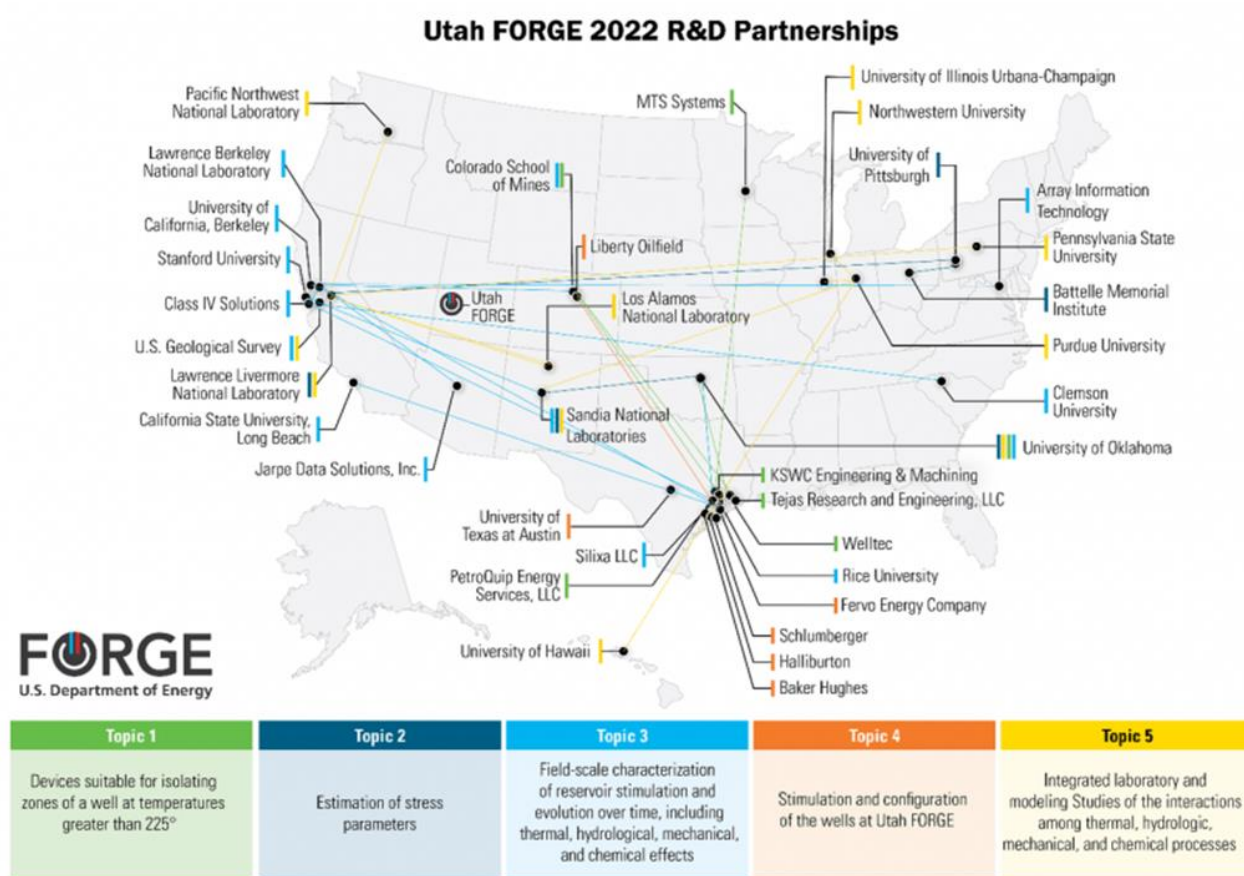 Utah FORGE 2022 R&D Partnerships
Pacific Northwest
National Laboratory
Lawrence Berkeley
National Laboratory
University of
California, Berkeley
Stanford University
Class IV Solutions
U.S. Geological Survey
Lawrence Livermore
National Laboratory
California State University,
Long Beach
Jarpe Data Solutions, Inc.
Colorado School
of Mines
Liberty Oilfield
Utah
FORGE
Los Alamos
National Laboratory
Sandia National
Laboratories
MTS Systems
University of Illinois Urbana-Champaign
Northwestern University
University of
Pittsburgh
Array Information
Technology
Pennsylvania State
University
Battelle Memorial
Institute
Purdue University
Clemson
University
University of Oklahoma
KSWC Engineering & Machining
Tejas Research and Engineering, LLC
University of
Texas at Austin
Silixa LLC
PetroQuip Energy
Services, LLC
Welltec
Rice University
Fervo Energy Company
Schlumberger
Halliburton
Baker Hughes
University of Hawaii
FORGE
U.S. Department of Energy
Topic 1
Devices suitable for isolating
zones of a well at temperatures
greater than 225°
Topic 2
Estimation of stress
parameters
Topic 3
Field-scale characterization
of reservoir stimulation and
evolution over time, including
thermal, hydrological, mechanical,
and chemical effects
Topic 4
Stimulation and configuration
of the wells at Utah FORGE
Topic 5
Integrated laboratory and
modeling Studies of the interactions
among thermal, hydrologic,
mechanical, and chemical processes